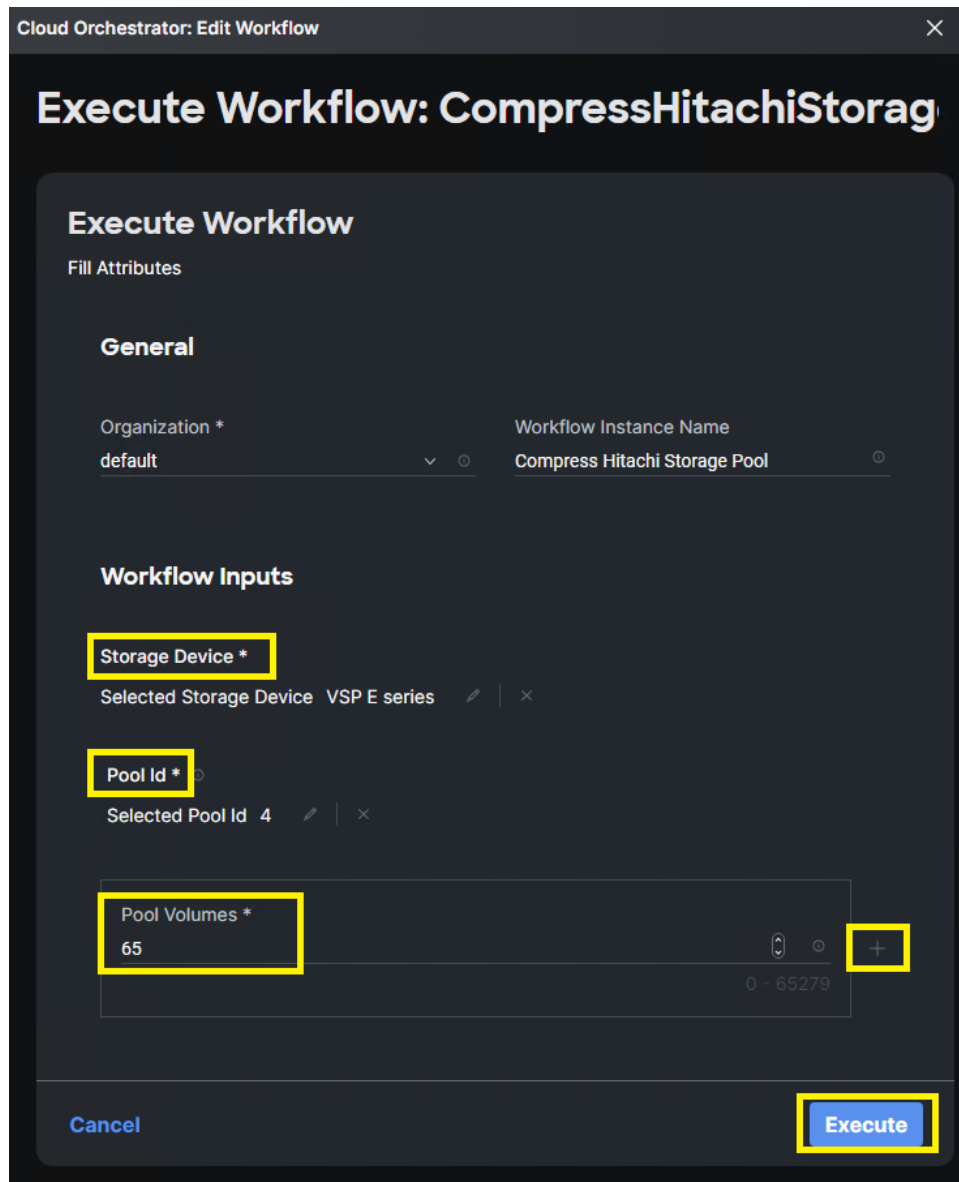 Cloud Orchestrator: Edit Workflow
Execute Workflow: CompressHitachiStorag
Execute Workflow
Fill Attributes
General
Organization * Workflow Instance Name
default Compress Hitachi Storage Pool
Workflow Inputs
Storage Device *
Selected Storage Device VSP E series
Pool Id *
Selected Pool Id 4
Pool Volumes *
65
0 - 65279
Cancel Execute